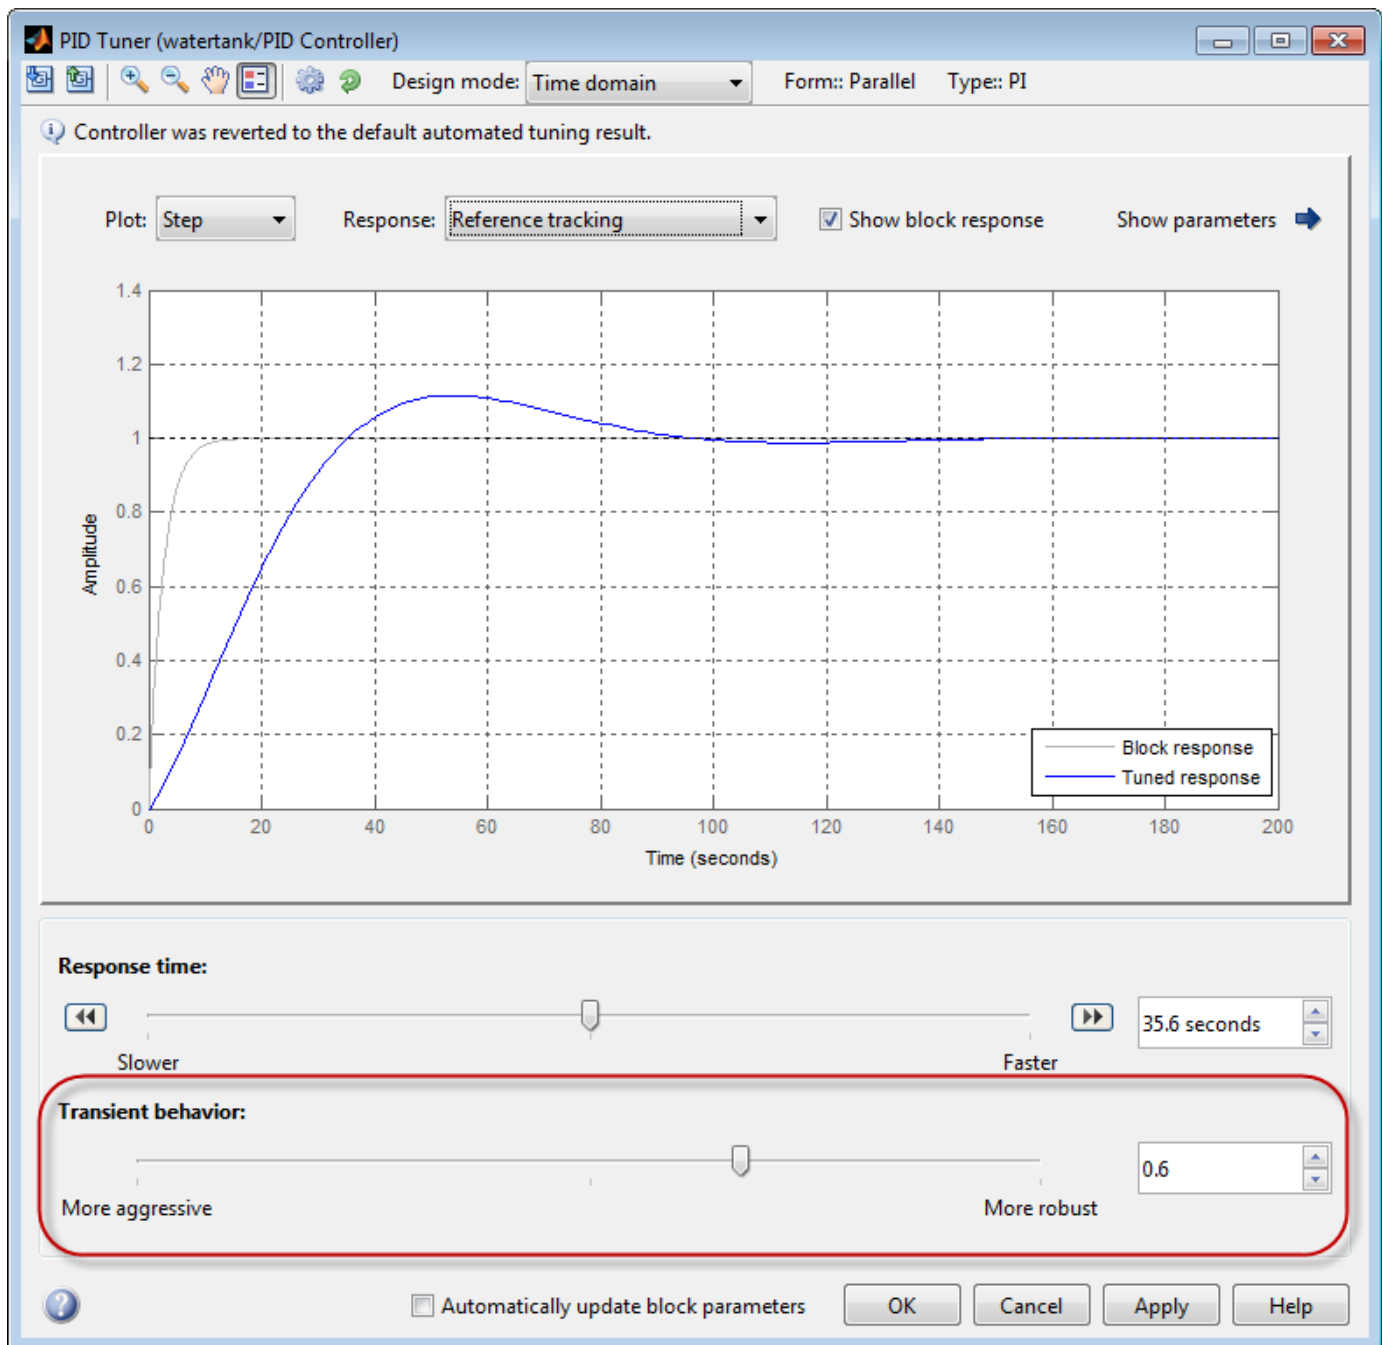 PID Tuner (watertank/PID Controller)
Design mode: Time domain Form:: Parallel Type:: PI
Controller was reverted to the default automated tuning result.
Plot: Step Response: Reference tracking Show block response Show parameters
1.4
1.2
1
0.8
0.6
0.4
0.2
0
Amplitude
0 20 40 60 80 100 120 140 160 180 200
Time (seconds)
Block response
Tuned response
Response time:
35.6 seconds
Slower Faster
Transient behavior:
0.6
More aggressive More robust
Automatically update block parameters OK Cancel Apply Help